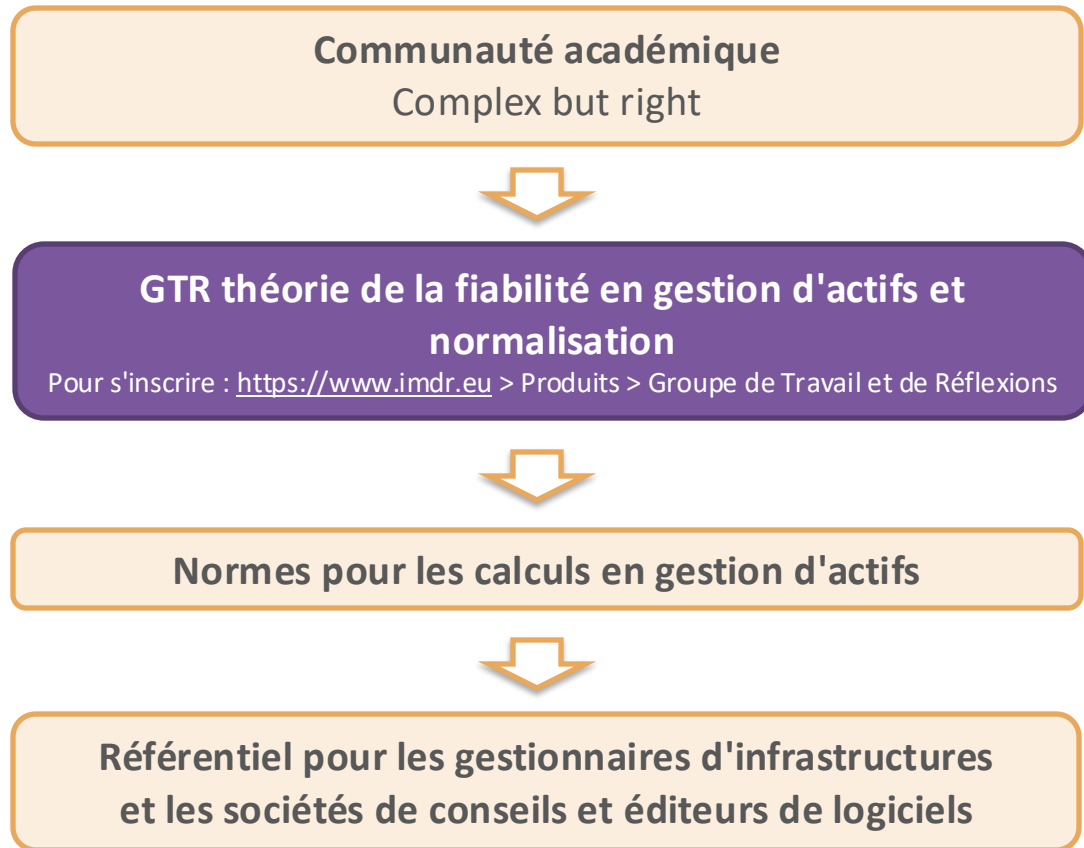 Communauté académique
Complex but right
GTR théorie de la fiabilité en gestion d'actifs et
normalisation
Pour s'inscrire : https://www.imdr.eu > Produits > Groupe de Travail et de Réflexions
Normes pour les calculs en gestion d'actifs
Référentiel pour les gestionnaires d'infrastructures
et les sociétés de conseils et éditeurs de logiciels